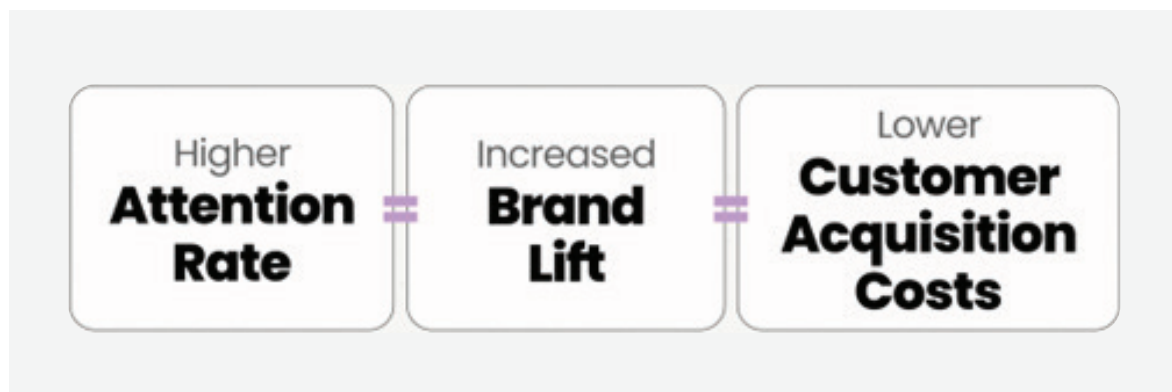 Higher
Attention
Rate
=
Increased
Brand
Lift
=
Lower
Customer
Acquisition
Costs